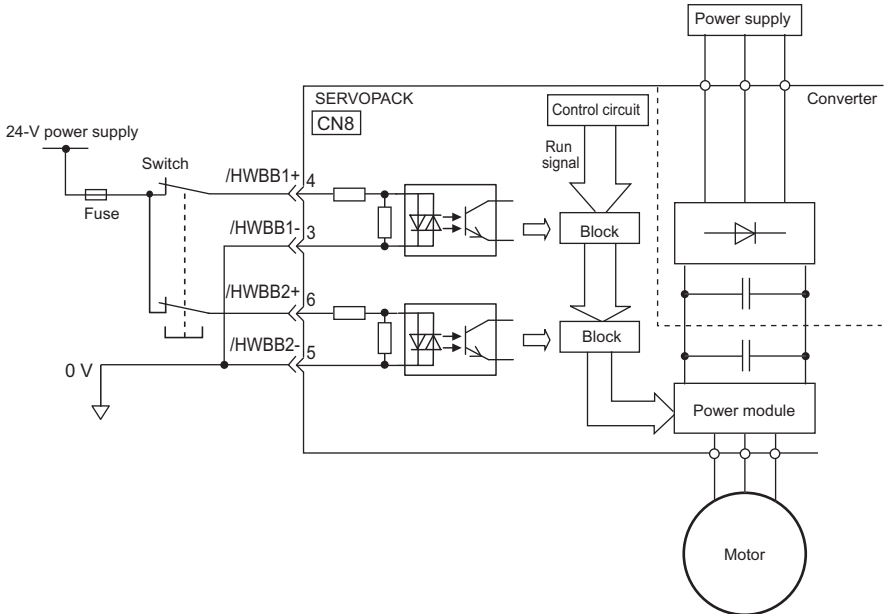 Power supply
SERVOPACK
CN8
Control circuit
Converter
24-V power supply
Switch
Run
signal
/HWBB1+
4
Fuse
/HWBB1-
3
Block
/HWBB2+
6
/HWBB2-
5
Block
0 V
Power module
Motor